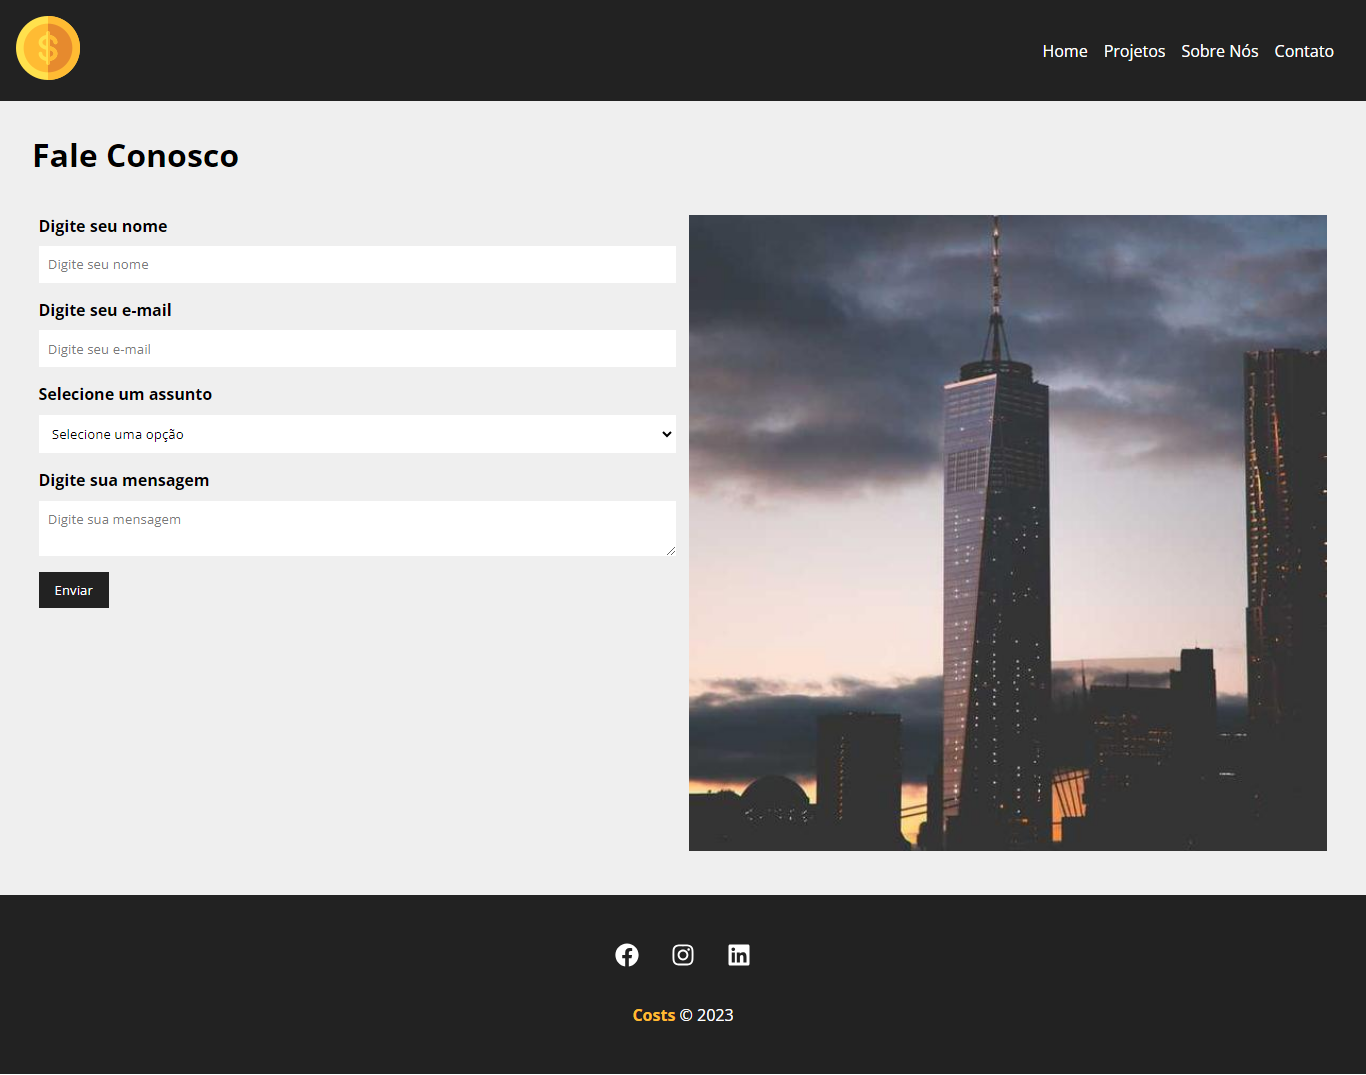 $
Home Projetos Sobre Nós Contato
Fale Conosco
Digite seu nome
Digite seu nome
Digite seu e-mail
Digite seu e-mail
Selecione um assunto
Selecione uma opção
Digite sua mensagem
Digite sua mensagem
Enviar
Costs © 2023